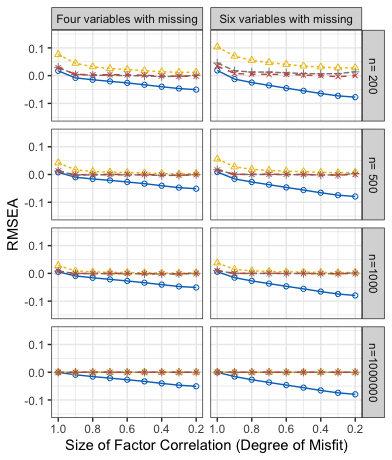 Four variables with missing
Six variables with missing
0.1
0.0
-0.1
n= 200
0.1
0.0
-0.1
n= 500
0.1
0.0
-0.1
n=1000
0.1
0.0
-0.1
n=1000000
RMSEA
1.0 0.8 0.6 0.4 0.2
1.0 0.8 0.6 0.4 0.2
Size of Factor Correlation (Degree of Misfit)